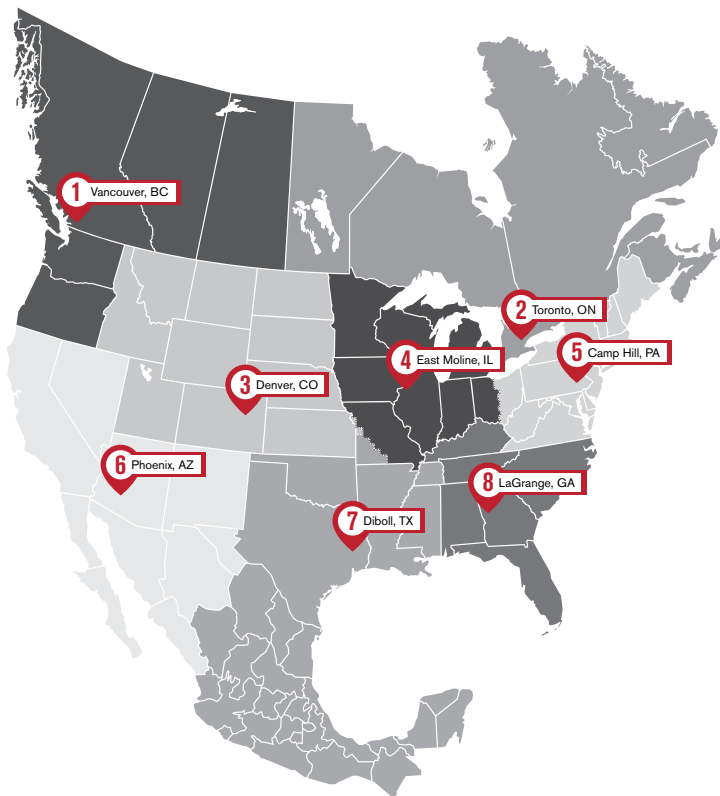 1 Vancouver, BC
2 Toronto, ON
5 Camp Hill, PA
4 East Moline, IL
3 Denver, CO
6 Phoenix, AZ
8 LaGrange, GA
7 Diboll, TX